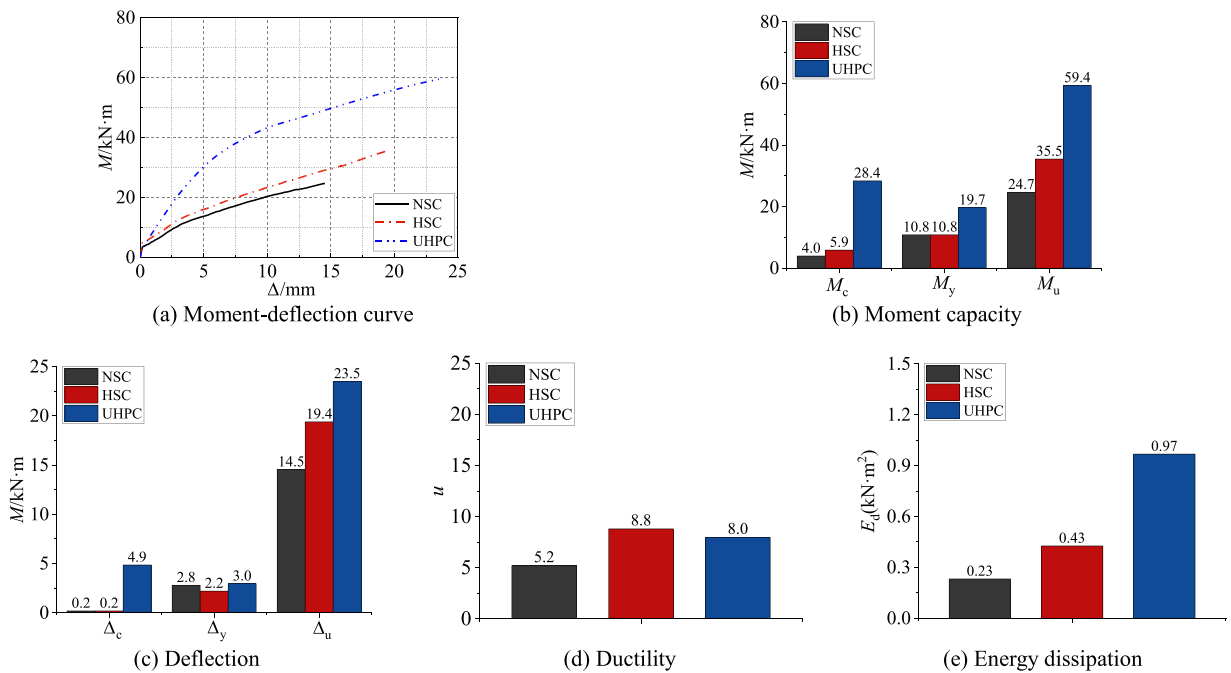 80
60
40
20
0
M/kN·m
NSC
HSC
UHPC
0 5 10 15 20 25
Δ/mm
(a) Moment-deflection curve
80
60
40
20
0
M/kN·m
NSC
HSC
UHPC
4.0 5.9 28.4
10.8 10.8 19.7
24.7 35.5 59.4
Mc My Mu
(b) Moment capacity
25
20
15
10
5
0
M/kN·m
NSC
HSC
UHPC
0.2 0.2 4.9
2.8 2.2 3.0
14.5 19.4 23.5
Δc Δy Δu
(c) Deflection
25
20
15
10
5
0
u
NSC
HSC
UHPC
5.2 8.8 8.0
(d) Ductility
1.5
1.2
0.9
0.6
0.3
0.0
Ed(kN·m²)
NSC
HSC
UHPC
0.23 0.43 0.97
(e) Energy dissipation